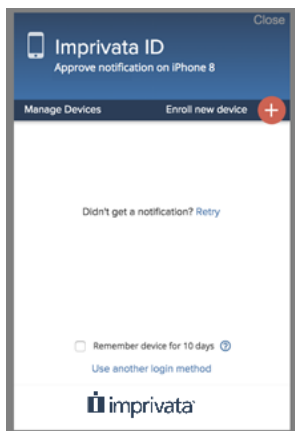 Close
Imprivata ID
Approve notification on iPhone 8
Manage Devices Enroll new device +
Didn't get a notification? Retry
Remember device for 10 days ?
Use another login method
imprivata